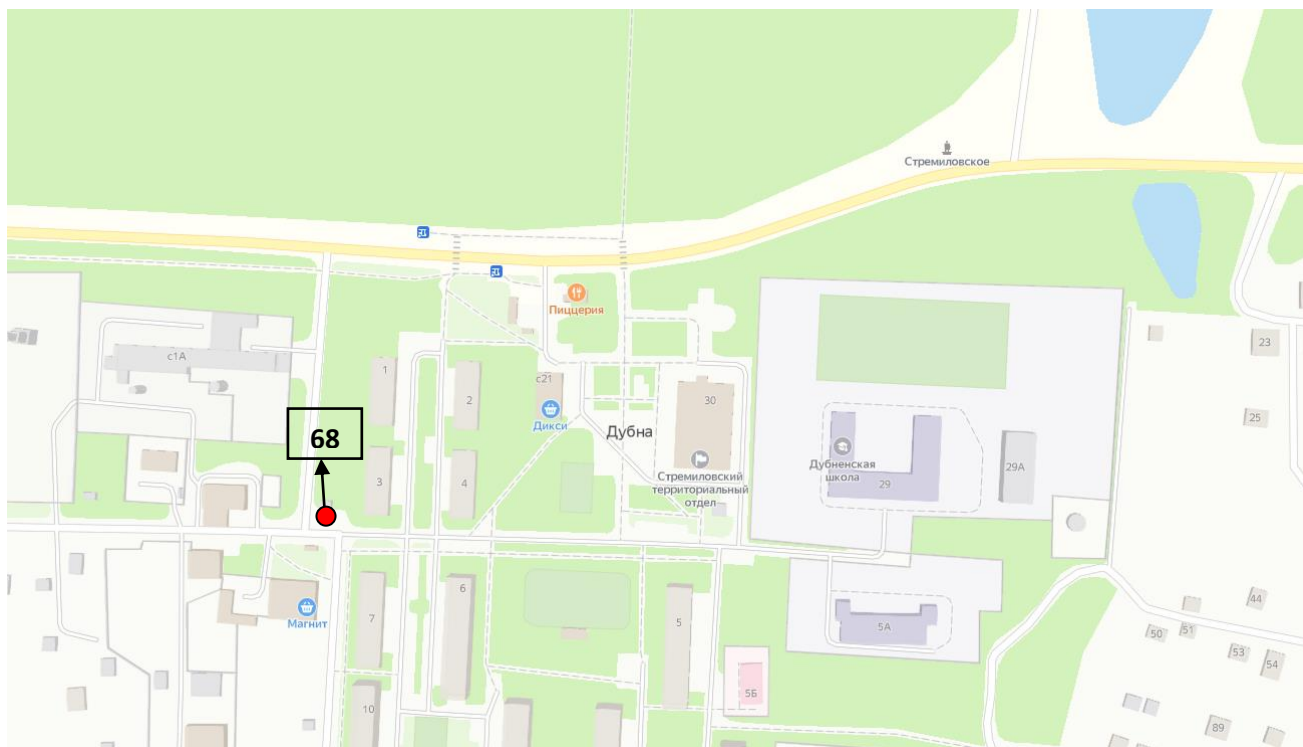 Стремиловское
Пиццерия
23
с1А
1
2
с21
30
Дикси
Дубна
25
68
3
4
Стремиловский
территориальный
отдел
Дубненская
школа
29
29А
7
6
5
5А
44
50
51
53
54
Магнит
10
5Б
89